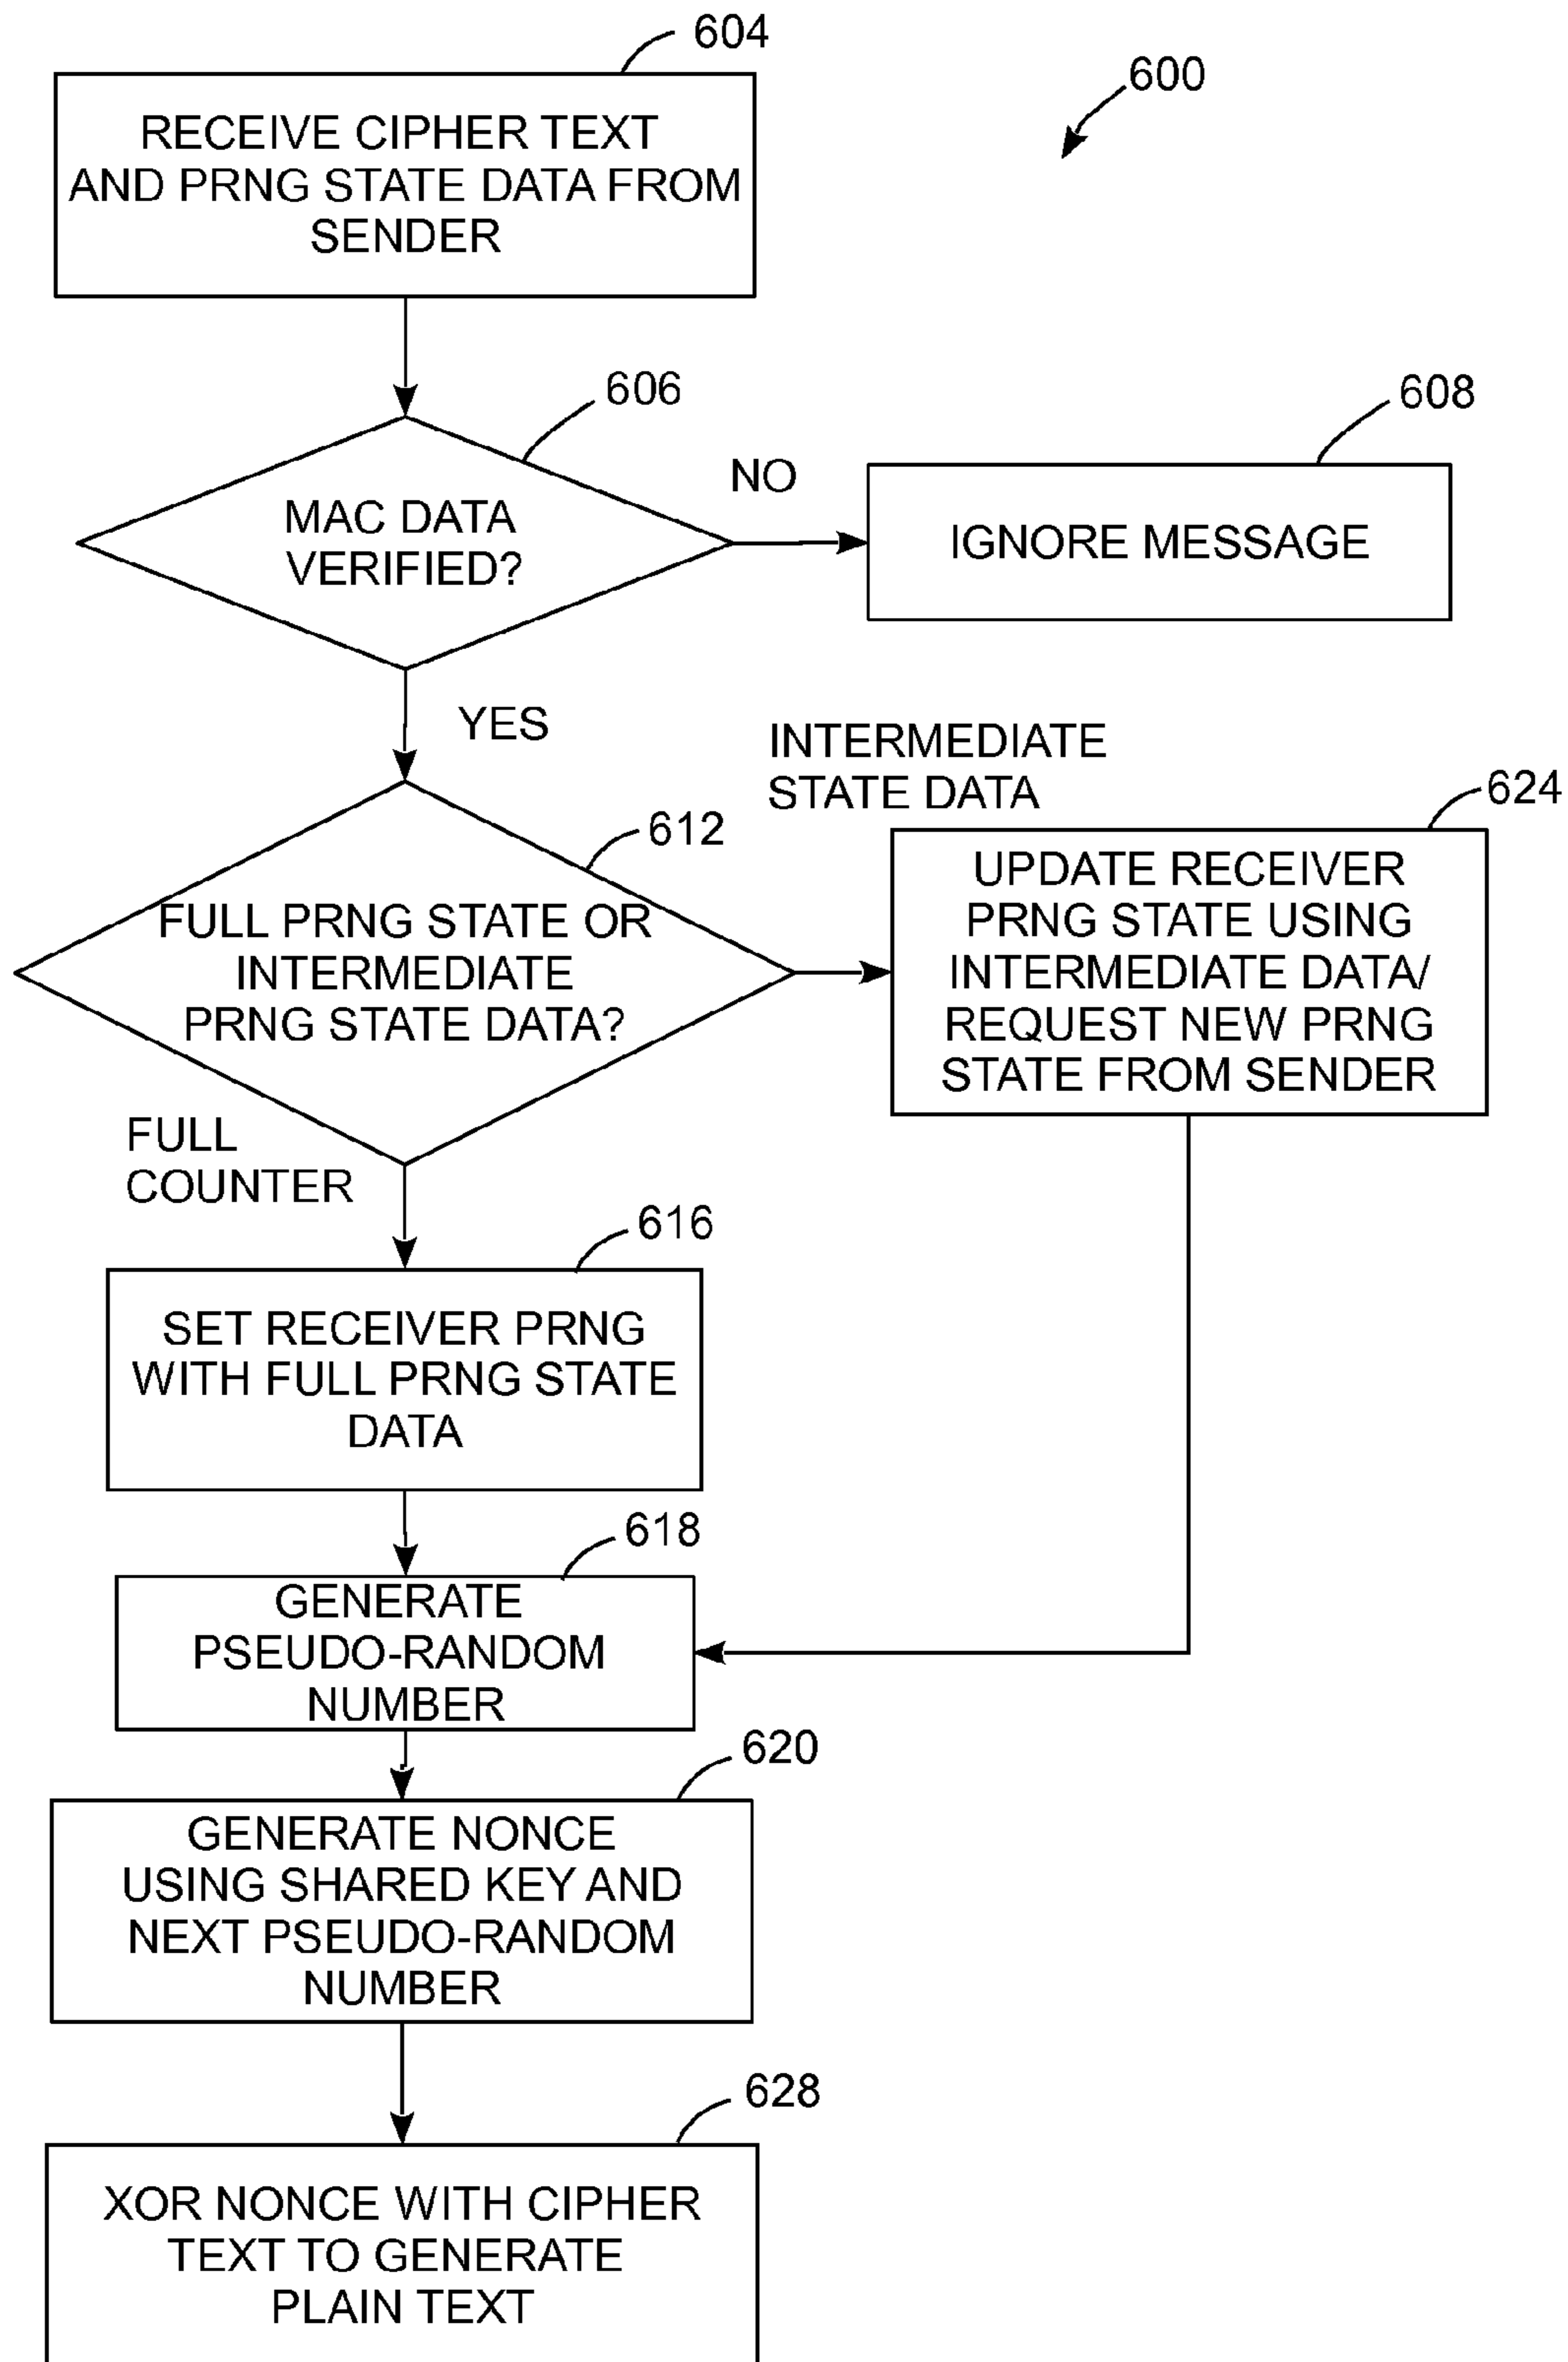 604
600
RECEIVE CIPHER TEXT
AND PRNG STATE DATA FROM
SENDER
606
608
NO
MAC DATA
VERIFIED?
IGNORE MESSAGE
YES
INTERMEDIATE
STATE DATA
624
612
FULL PRNG STATE OR
INTERMEDIATE
PRNG STATE DATA?
UPDATE RECEIVER
PRNG STATE USING
INTERMEDIATE DATA/
REQUEST NEW PRNG
STATE FROM SENDER
FULL
COUNTER
616
SET RECEIVER PRNG
WITH FULL PRNG STATE
DATA
618
GENERATE
PSEUDO-RANDOM
NUMBER
620
GENERATE NONCE
USING SHARED KEY AND
NEXT PSEUDO-RANDOM
NUMBER
628
XOR NONCE WITH CIPHER
TEXT TO GENERATE
PLAIN TEXT